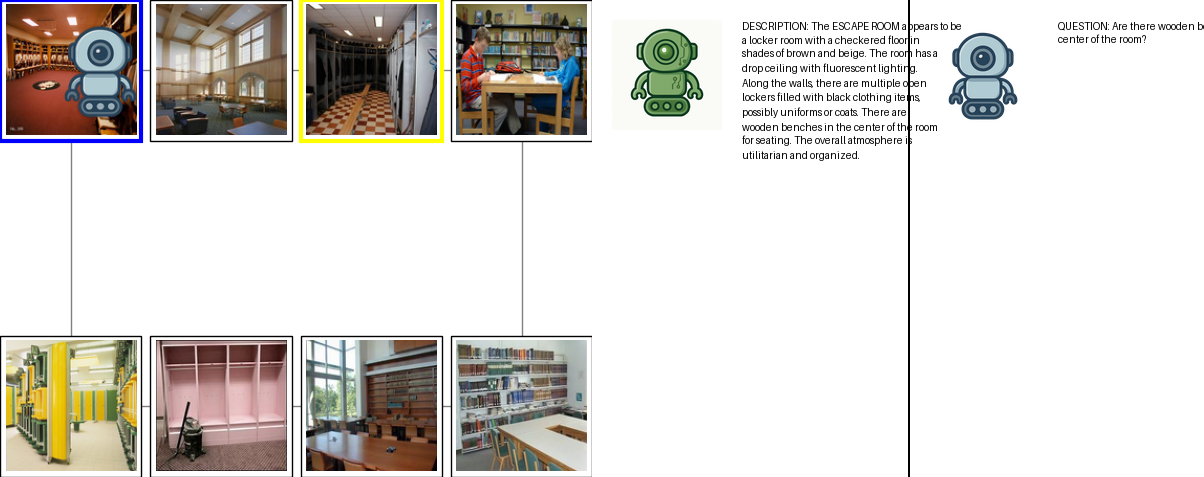 DESCRIPTION: The ESCAPE ROOM appears to be
a locker room with a checkered floor in
shades of brown and beige. The room has a
drop ceiling with fluorescent lighting.
Along the walls, there are multiple open
lockers filled with black clothing items,
possibly uniforms or coats. There are
wooden benches in the center of the room
for seating. The overall atmosphere is
utilitarian and organized.
QUESTION: Are there wooden
center of the room?